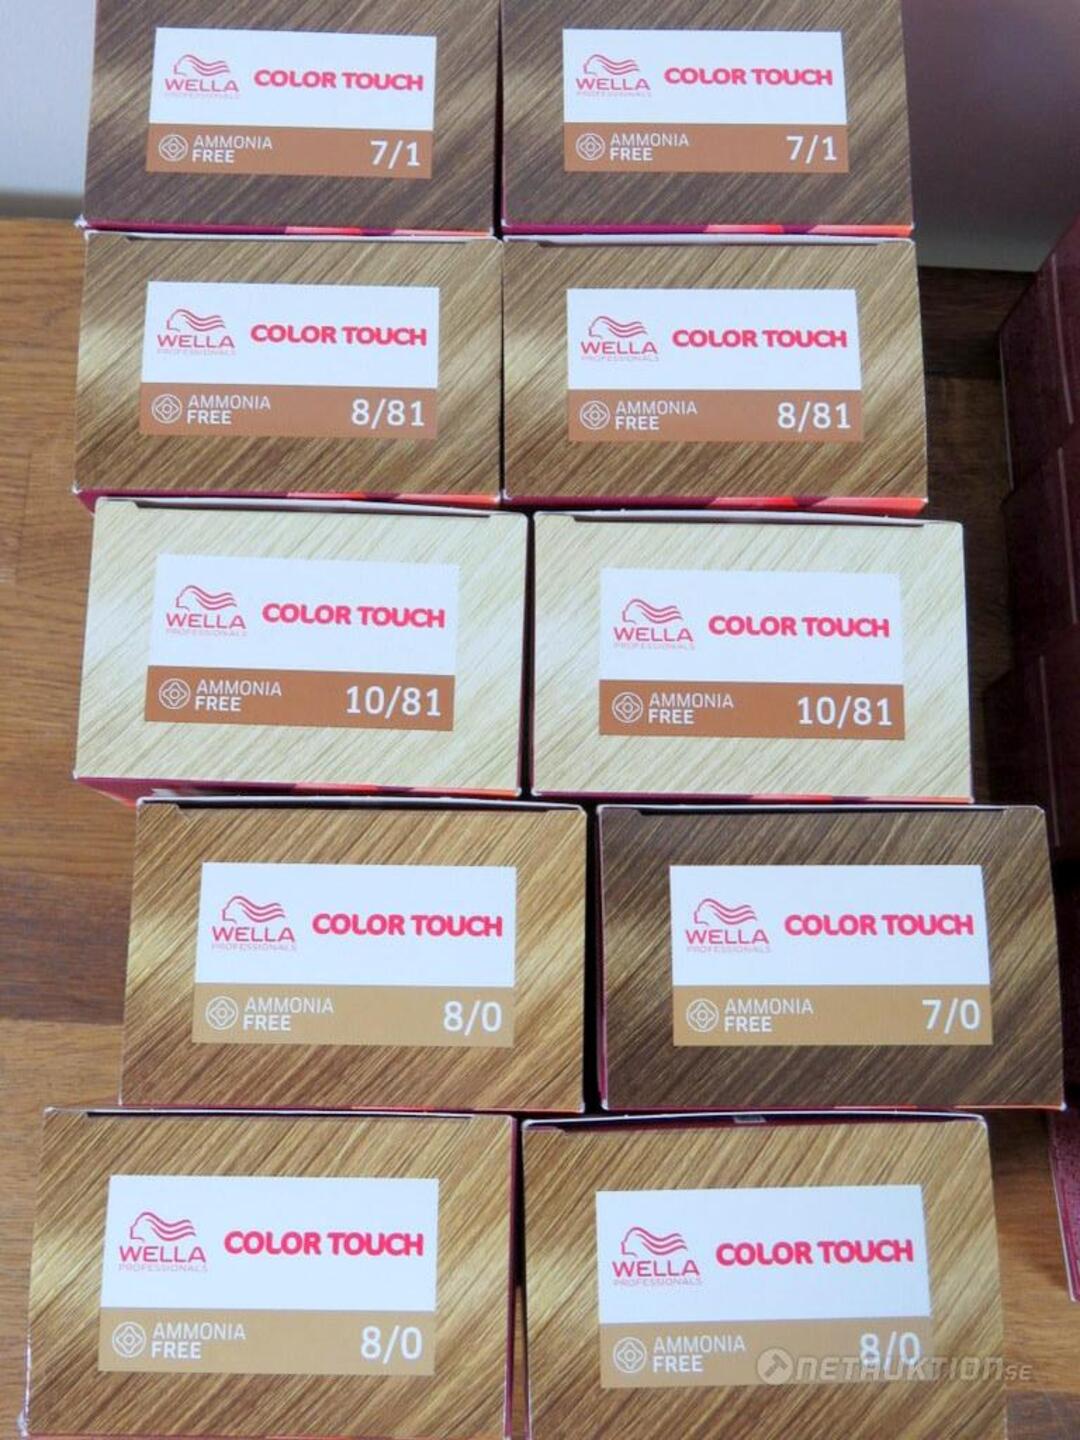 WELLA
PROFESSIONALS
COLOR TOUCH
AMMONIA
FREE
7/1
WELLA
PROFESSIONALS
COLOR TOUCH
AMMONIA
FREE
7/1
WELLA
PROFESSIONALS
COLOR TOUCH
AMMONIA
FREE
8/81
WELLA
PROFESSIONALS
COLOR TOUCH
AMMONIA
FREE
8/81
WELLA
PROFESSIONALS
COLOR TOUCH
AMMONIA
FREE
10/81
WELLA
PROFESSIONALS
COLOR TOUCH
AMMONIA
FREE
10/81
WELLA
PROFESSIONALS
COLOR TOUCH
AMMONIA
FREE
8/0
WELLA
PROFESSIONALS
COLOR TOUCH
AMMONIA
FREE
7/0
WELLA
PROFESSIONALS
COLOR TOUCH
AMMONIA
FREE
8/0
WELLA
PROFESSIONALS
COLOR TOUCH
AMMONIA
FREE
8/0
NETAUKTION.SE